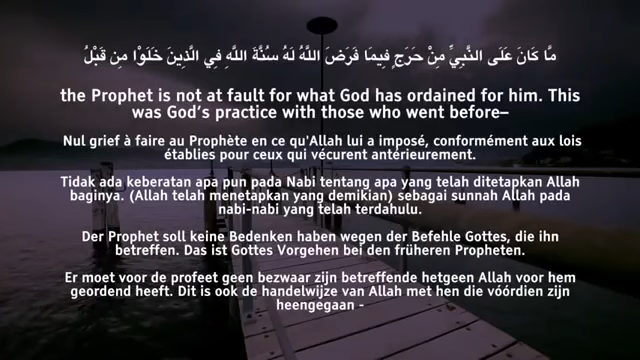 مَّا كَانَ عَلَى النَّبِيِّ مِنْ حَرَجٍ فِيمَا فَرَضَ اللَّهُ لَهُ سُنَّةَ اللَّهِ فِي الَّذِينَ خَلَوْا مِن قَبْلُ
the Prophet is not at fault for what God has ordained for him. This
was God’s practice with those who went before—
Nul grief à faire au Prophète en ce qu'Allah lui a imposé, conformément aux lois
établies pour ceux qui vécurent antérieurement.
Tidak ada keberatan apa pun pada Nabi tentang apa yang telah ditetapkan Allah
baginya. (Allah telah menetapkan yang demikian) sebagai sunnah Allah pada
nabi-nabi yang telah terdahulu.
Der Prophet soll keine Bedenken haben wegen der Befehle Gottes, die ihn
betreffen. Das ist Gottes Vorgehen bei den früheren Propheten.
Er moet voor de profeet geen bezwaar zijn betreffende hetgeen Allah voor hem
geordend heeft. Dit is ook de handelwijze van Allah met hen die vóórdien zijn
heengegaan -